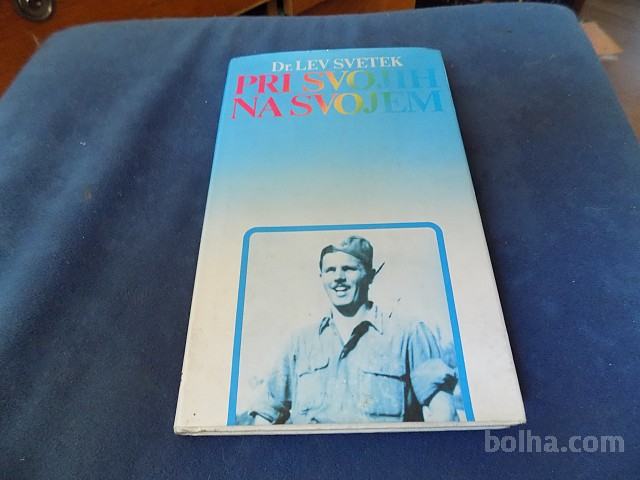 Dr. LEV SVETEK
PRI SVOJIH
NA SVOJEM
bolha.com